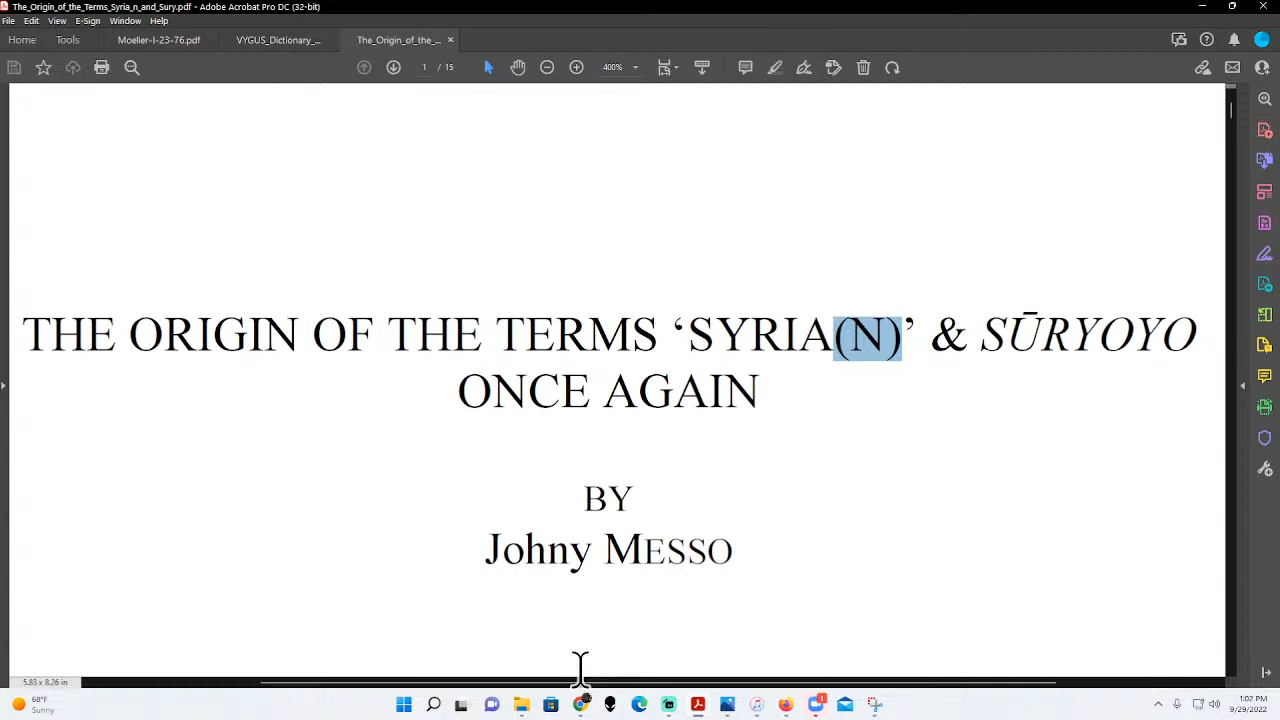 The_Origin_of_the_Terms_Syria_n_and_Sury.pdf - Adobe Acrobat Pro DC (32-bit)
File Edit View E-Sign Window Help
Home Tools Moeller-I-23-76.pdf VYGUS_Dictionary_... The_Origin_of_the_... ×
1 / 15 400%
THE ORIGIN OF THE TERMS ‘SYRIA(N)’ & SŪRYOYO
ONCE AGAIN
BY
Johny MESSO
5.83 x 8.26 in
68°F
Sunny
1
1:02 PM
9/29/2022